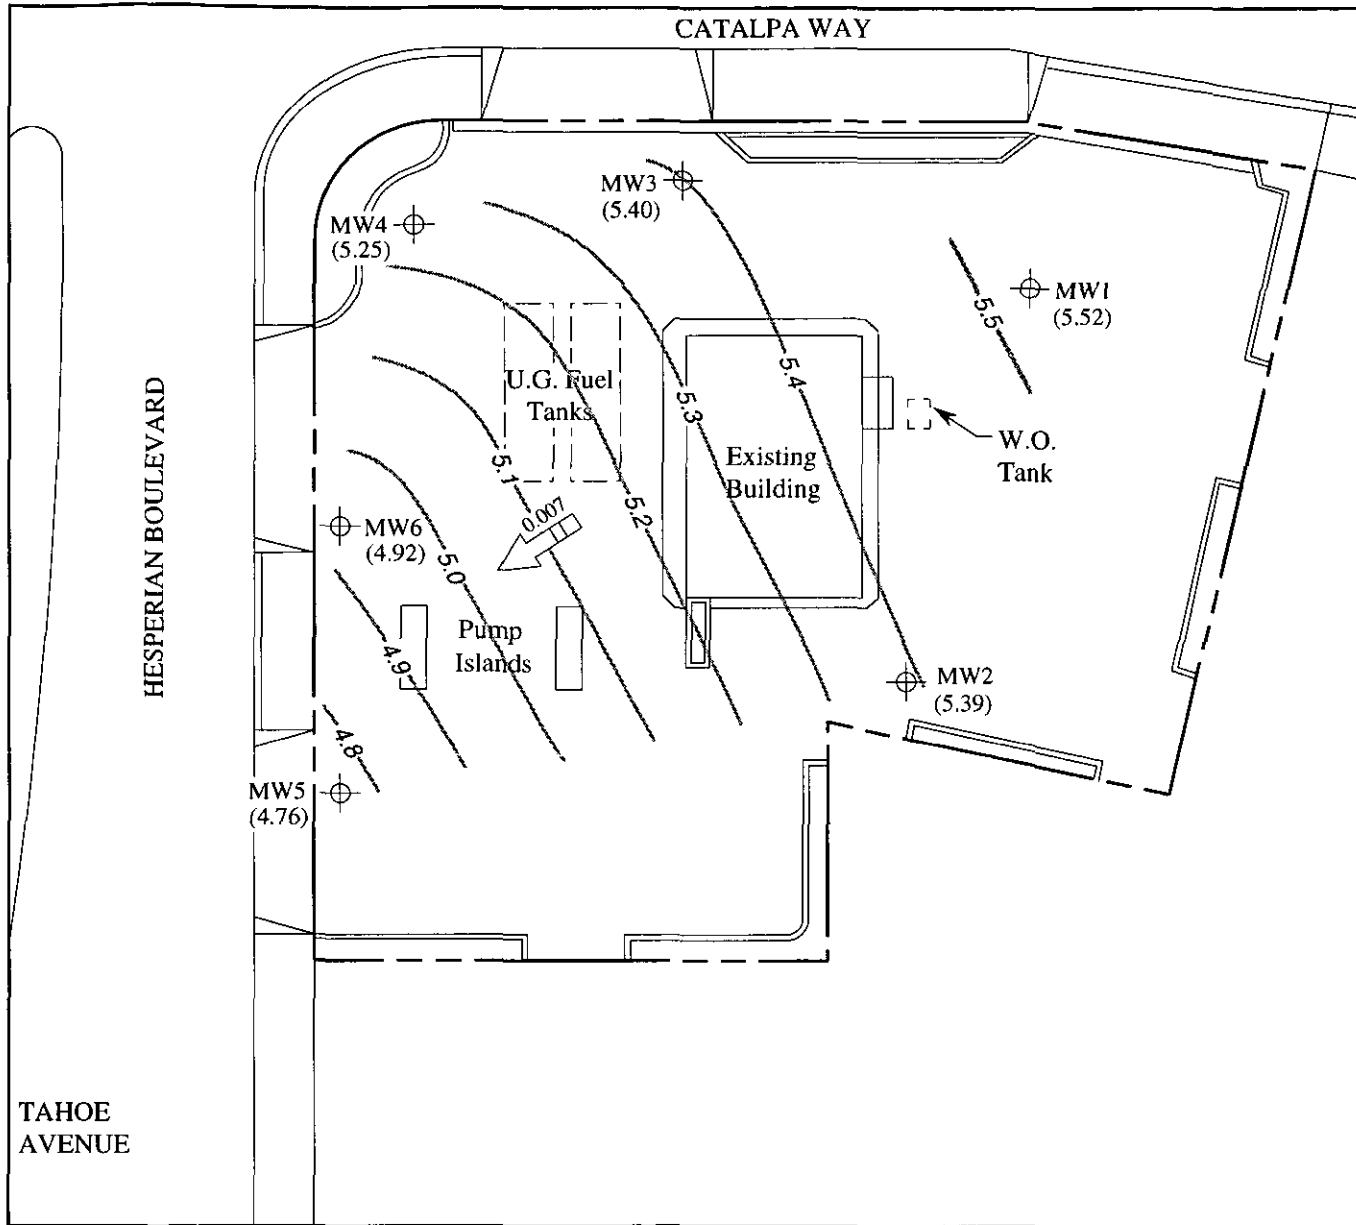 CATALPA WAY
MW3
(5.40)
MW4
(5.25)
MW1
(5.52)
5.5
5.4
U.G. Fuel
Tanks
5.3
HESPERIAN BOULEVARD
W.O.
Tank
Existing
Building
5.1
5.2
0.007
MW6
(4.92)
5.0
Pump
Islands
4.9
MW2
(5.39)
4.8
MW5
(4.76)
TAHOE
AVENUE